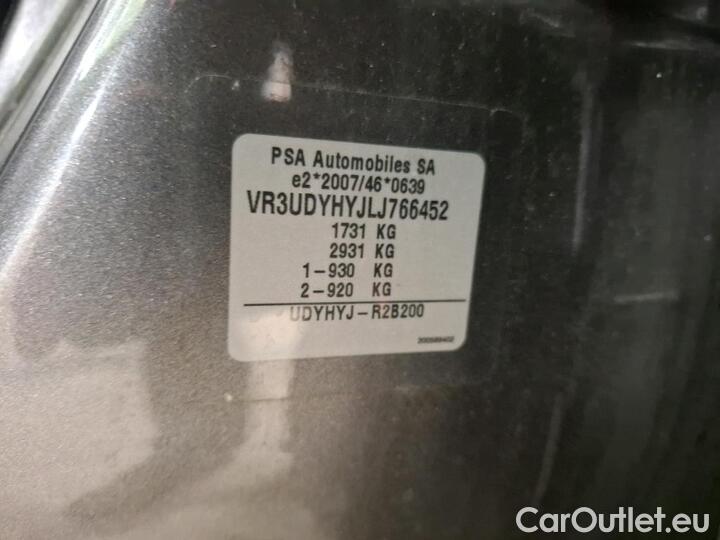 PSA Automobiles SA
e2*2007/46*0639
VR3UDYHYJLJ766452
1731 KG
2931 KG
1-930 KG
2-920 KG
UDYHYJ-R2B200
CarOutlet.eu